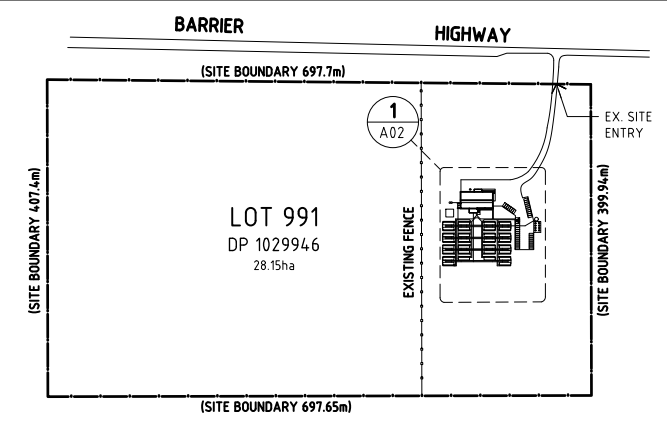 BARRIER
HIGHWAY
(SITE BOUNDARY 697.7m)
1
A02
EX. SITE
ENTRY
(SITE BOUNDARY 407.4m)
LOT 991
DP 1029946
28.15ha
EXISTING FENCE
(SITE BOUNDARY 399.94m)
(SITE BOUNDARY 697.65m)